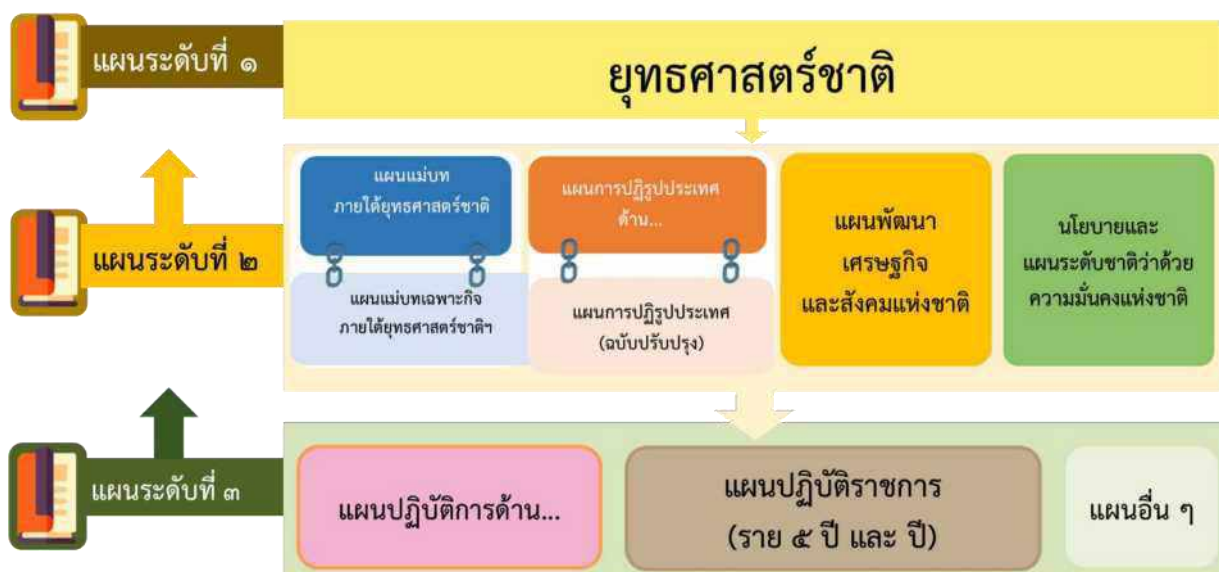 แผนระดับที่ ๑
ยุทธศาสตร์ชาติ
แผนระดับที่ ๒
แผนแม่บท
ภายใต้ยุทธศาสตร์ชาติ
แผนแม่บทเฉพาะกิจ
ภายใต้ยุทธศาสตร์ชาติฯ
แผนการปฏิรูปประเทศ
ด้าน...
แผนการปฏิรูปประเทศ
(ฉบับปรับปรุง)
แผนพัฒนา
เศรษฐกิจ
และสังคมแห่งชาติ
นโยบายและ
แผนระดับชาติว่าด้วย
ความมั่นคงแห่งชาติ
แผนระดับที่ ๓
แผนปฏิบัติการด้าน...
แผนปฏิบัติราชการ
(ราย ๕ ปี และ ปี)
แผนอื่น ๆ